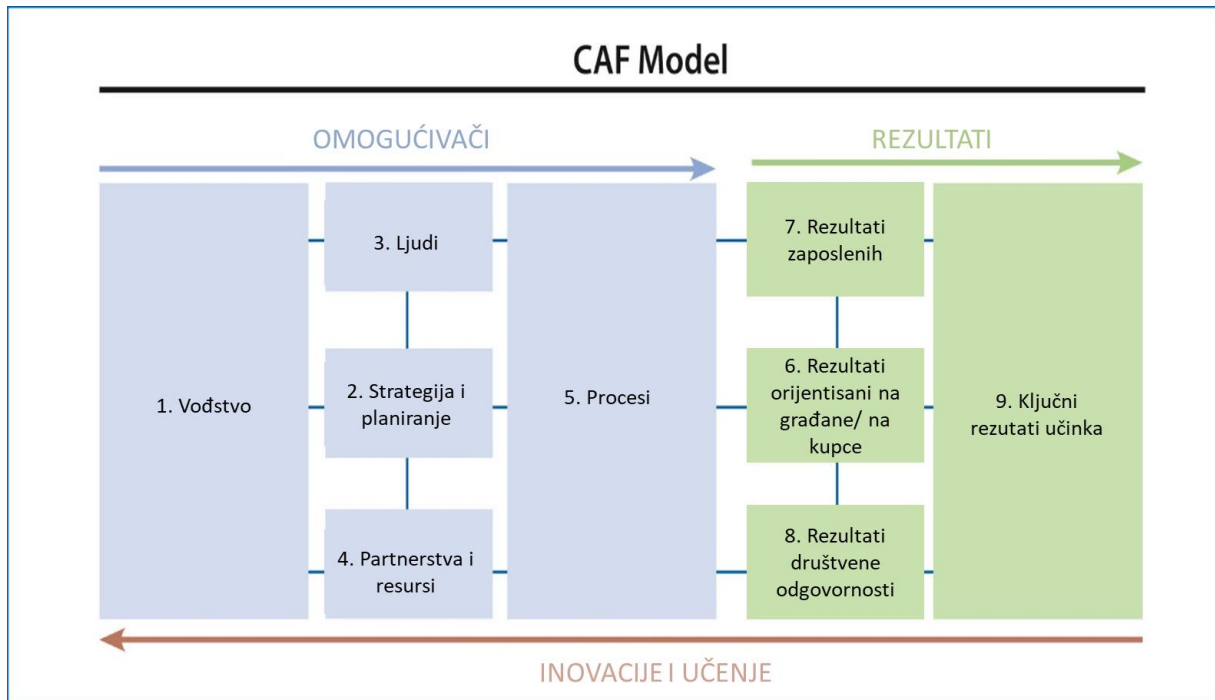 CAF Model
OMOGUĆIVAČI
REZULTATI
1. Vođstvo
3. Ljudi
2. Strategija i
planiranje
4. Partnerstva i
resursi
5. Procesi
7. Rezultati
zaposlenih
6. Rezultati
orijentisani na
građane/ na
kupce
8. Rezultati
društvene
odgovornosti
9. Ključni
rezutati učinka
INOVACIJE I UČENJE